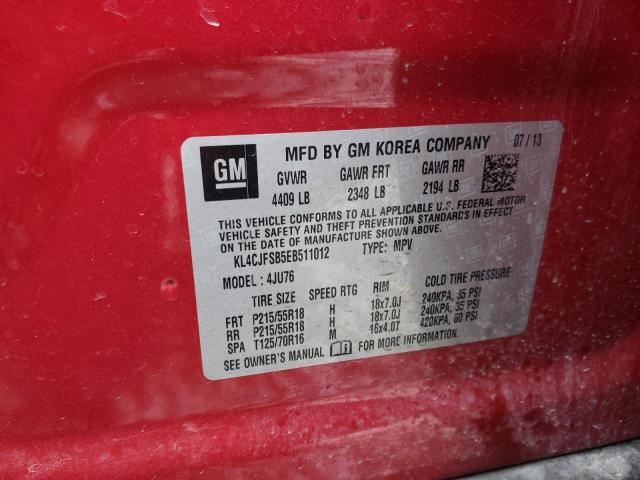 GM
MFD BY GM KOREA COMPANY 07 / 13
GVWR GAWR FRT GAWR RR
4409 LB 2348 LB 2194 LB
THIS VEHICLE CONFORMS TO ALL APPLICABLE U.S. FEDERAL MOTOR
VEHICLE SAFETY AND THEFT PREVENTION STANDARDS IN EFFECT
ON THE DATE OF MANUFACTURE SHOWN ABOVE.
KL4CJFSB5EB511012 TYPE: MPV
MODEL : 4JU76
TIRE SIZE SPEED RTG RIM COLD TIRE PRESSURE
FRT P215/55R18 H 18x7.0J 240KPA, 35 PSI
RR P215/55R18 H 18x7.0J 240KPA, 35 PSI
SPA T125/70R16 M 16x4.0T 420KPA, 60 PSI
SEE OWNER'S MANUAL FOR MORE INFORMATION.